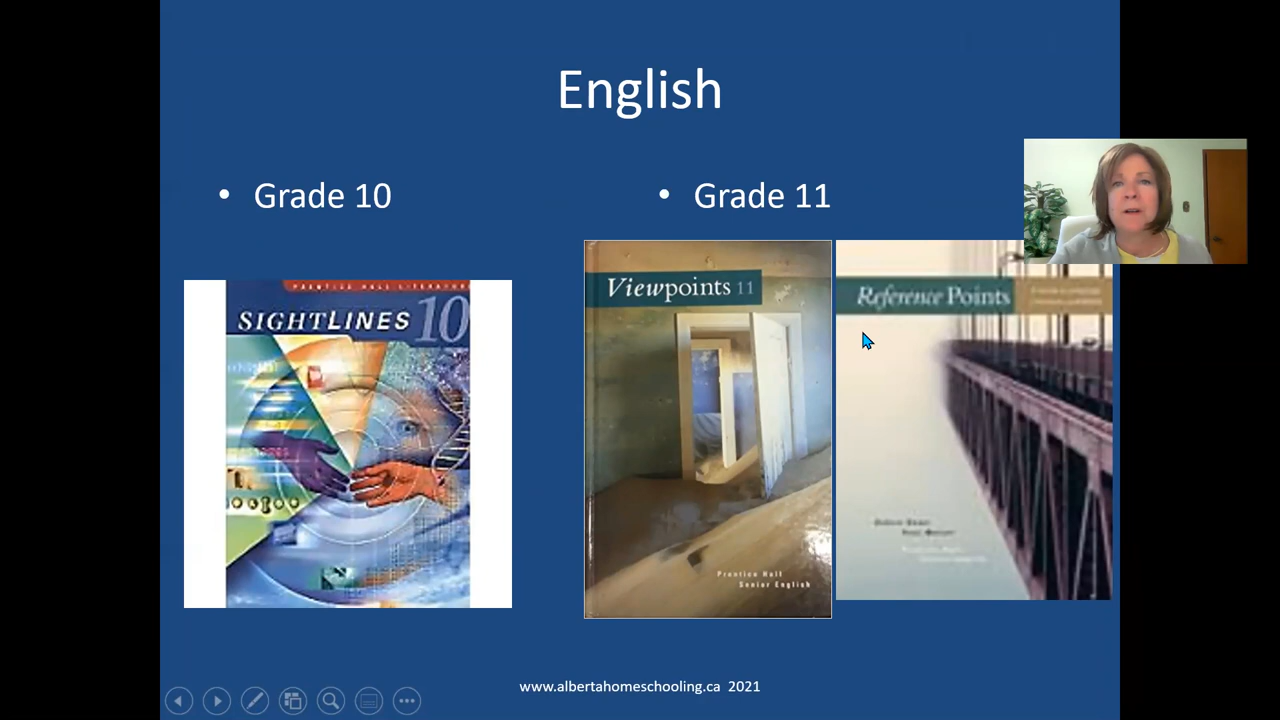 English
• Grade 10
• Grade 11
PRENTICE HALL LITERATURE
SIGHTLINES 10
Viewpoints 11
Prentice Hall
Senior English
Reference Points
www.albertahomeschooling.ca 2021